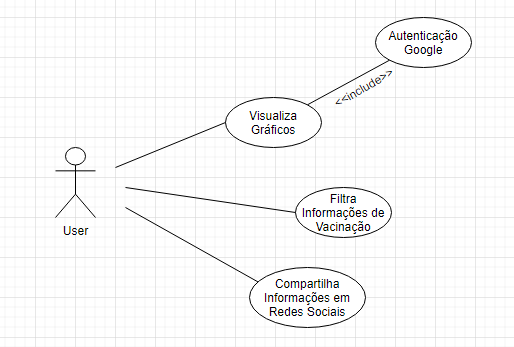 Autenticação
Google
<<include>>
Visualiza
Gráficos
Filtra
Informações de
Vacinação
User
Compartilha
Informações em
Redes Sociais